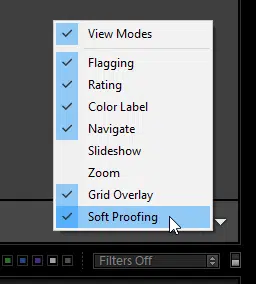 View Modes
Flagging
Rating
Color Label
Navigate
Slideshow
Zoom
Grid Overlay
Soft Proofing
Filters Off